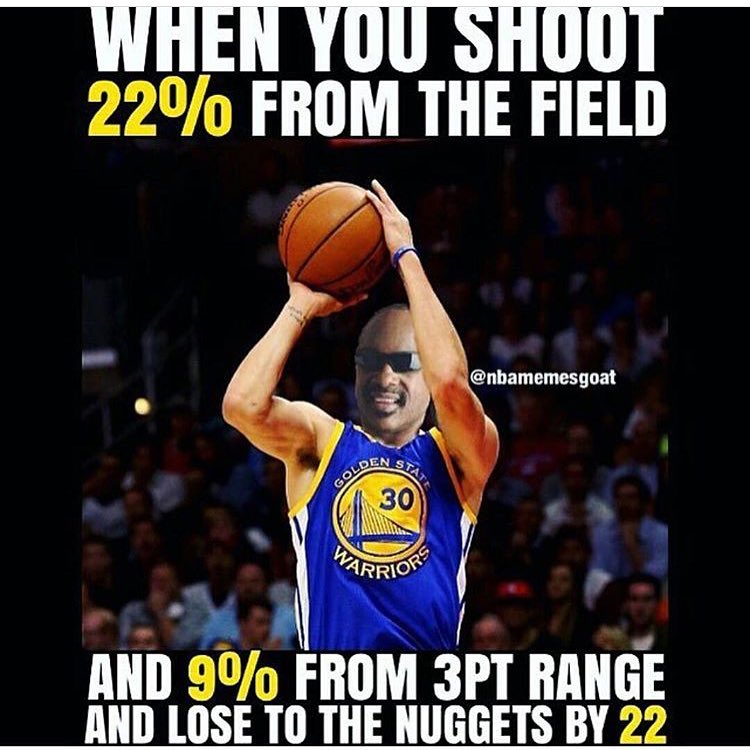 WHEN YOU SHOOT
22% FROM THE FIELD
@nbamemesgoat
GOLDEN STATE
30
WARRIORS
AND 9% FROM 3PT RANGE
AND LOSE TO THE NUGGETS BY 22